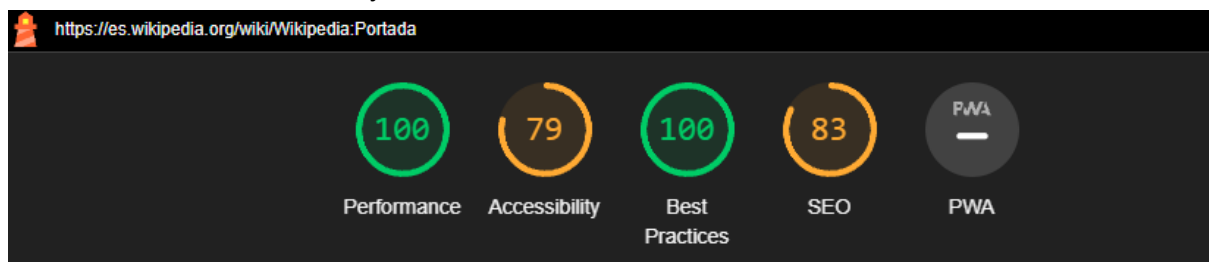 https://es.wikipedia.org/wiki/Wikipedia:Portada
100
79
100
83
PWA
Performance
Accessibility
Best
Practices
SEO
PWA